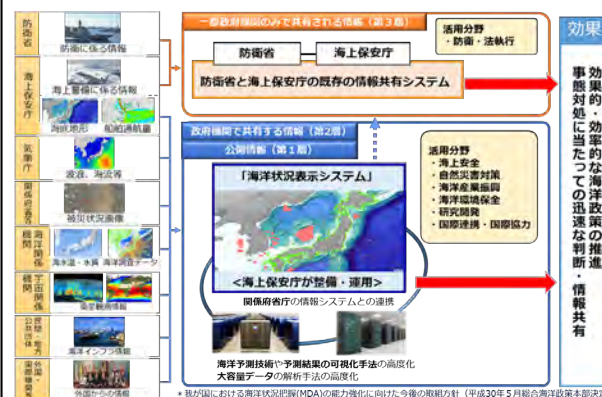 防衛省
防衛に係る情報
海上保安庁
海上警備に係る情報
海底地形 船舶通航量
気象庁
波浪、海流等
関係府省等
被災状況画像
海洋関係機関
海水温・水質 海洋調査データ
宇宙関係機関
衛星観測情報
民間・地方公共団体
海洋インフラ情報
外国・国際機関等
外国からの情報
一部政府機関のみで共有される情報（第3層）
防衛省 海上保安庁
防衛省と海上保安庁の既存の情報共有システム
活用分野
・防衛・法執行
政府機関で共有する情報（第2層）
公開情報（第1層）
「海洋状況表示システム」
<海上保安庁が整備・運用>
関係府省庁の情報システムとの連携
活用分野
・海上安全
・自然災害対策
・海洋産業振興
・海洋環境保全
・研究開発
・国際連携・国際協力
海洋予測技術や予測結果の可視化手法の高度化
大容量データの解析手法の高度化
効果
効果的・効率的な海洋政策の推進
事態対処に当たっての迅速な判断・情報共有
*我が国における海洋状況把握(MDA)の能力強化に向けた今後の取組方針（平成30年5月総合海洋政策本部決定